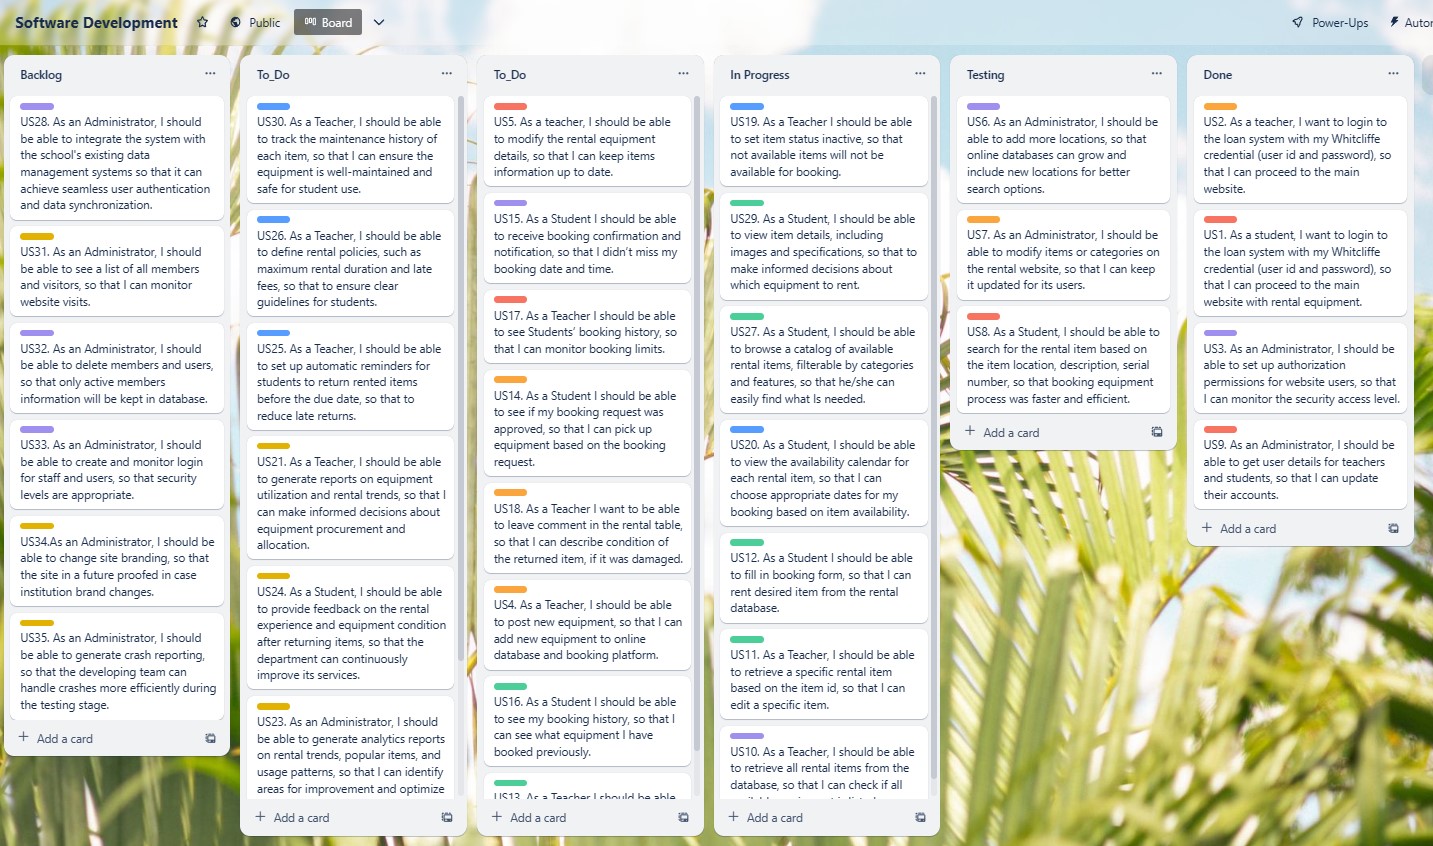 Software Development
Public
Board
Power-Ups
Autor
Backlog
US28. As an Administrator, I should
be able to integrate the system with
the school's existing data
management systems so that it can
achieve seamless user authentication
and data synchronization.
US31. As an Administrator, I should
be able to see a list of all members
and visitors, so that I can monitor
website visits.
US32. As an Administrator, I should
be able to delete members and users,
so that only active members
information will be kept in database.
US33. As an Administrator, I should
be able to create and monitor login
for staff and users, so that security
levels are appropriate.
US34.As an Administrator, I should be
able to change site branding, so that
the site in a future proofed in case
institution brand changes.
US35. As an Administrator, I should
be able to generate crash reporting,
so that the developing team can
handle crashes more efficiently during
the testing stage.
Add a card
To_Do
US30. As a Teacher, I should be able
to track the maintenance history of
each item, so that I can ensure the
equipment is well-maintained and
safe for student use.
US26. As a Teacher, I should be able
to define rental policies, such as
maximum rental duration and late
fees, so that to ensure clear
guidelines for students.
US25. As a Teacher, I should be able
to set up automatic reminders for
students to return rented items
before the due date, so that to
reduce late returns.
US21. As a Teacher, I should be able
to generate reports on equipment
utilization and rental trends, so that I
can make informed decisions about
equipment procurement and
allocation.
US24. As a Student, I should be able
to provide feedback on the rental
experience and equipment condition
after returning items, so that the
department can continuously
improve its services.
US23. As an Administrator, I should
be able to generate analytics reports
on rental trends, popular items, and
usage patterns, so that I can identify
areas for improvement and optimize
Add a card
To_Do
US5. As a teacher, I should be able
to modify the rental equipment
details, so that I can keep items
information up to date.
US15. As a Student I should be able
to receive booking confirmation and
notification, so that I didn't miss my
booking date and time.
US17. As a Teacher I should be able
to see Students' booking history, so
that I can monitor booking limits.
US14. As a Student I should be able
to see if my booking request was
approved, so that I can pick up
equipment based on the booking
request.
US18. As a Teacher I want to be able
to leave comment in the rental table,
so that I can describe condition of
the returned item, if it was damaged.
US4. As a Teacher, I should be able
to post new equipment, so that I can
add new equipment to online
database and booking platform.
US16. As a Student I should be able
to see my booking history, so that I
can see what equipment I have
booked previously.
US13. As a Teacher I should be able
Add a card
In Progress
US19. As a Teacher I should be able
to set item status inactive, so that
not available items will not be
available for booking.
US29. As a Student, I should be able
to view item details, including
images and specifications, so that to
make informed decisions about
which equipment to rent.
US27. As a Student, I should be able
to browse a catalog of available
rental items, filterable by categories
and features, so that he/she can
easily find what Is needed.
US20. As a Student, I should be able
to view the availability calendar for
each rental item, so that I can
choose appropriate dates for my
booking based on item availability.
US12. As a Student I should be able
to fill in booking form, so that I can
rent desired item from the rental
database.
US11. As a Teacher, I should be able
to retrieve a specific rental item
based on the item id, so that I can
edit a specific item.
US10. As a Teacher, I should be able
to retrieve all rental items from the
database, so that I can check if all
Add a card
Testing
US6. As an Administrator, I should be
able to add more locations, so that
online databases can grow and
include new locations for better
search options.
US7. As an Administrator, I should be
able to modify items or categories on
the rental website, so that I can keep
it updated for its users.
US8. As a Student, I should be able to
search for the rental item based on
the item location, description, serial
number, so that booking equipment
process was faster and efficient.
Add a card
Done
US2. As a teacher, I want to login to
the loan system with my Whitcliffe
credential (user id and password), so
that I can proceed to the main
website.
US1. As a student, I want to login to
the loan system with my Whitcliffe
credential (user id and password), so
that I can proceed to the main
website with rental equipment.
US3. As an Administrator, I should be
able to set up authorization
permissions for website users, so that
I can monitor the security access level.
US9. As an Administrator, I should be
able to get user details for teachers
and students, so that I can update
their accounts.
Add a card